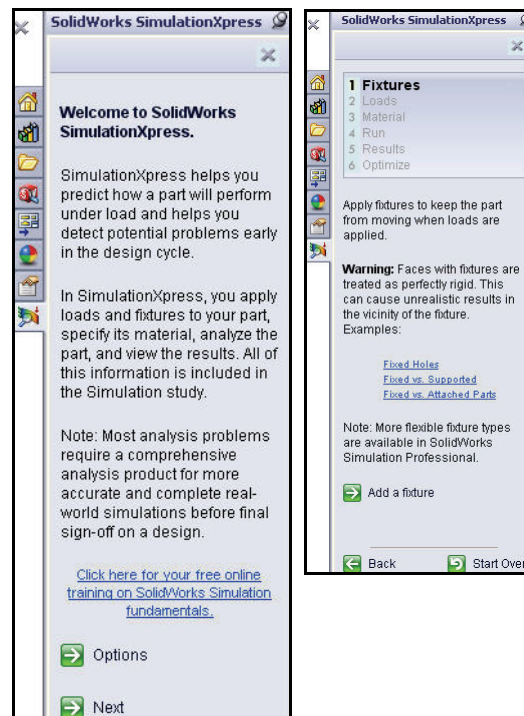 SolidWorks SimulationXpress
Welcome to SolidWorks
SimulationXpress.
SimulationXpress helps you
predict how a part will perform
under load and helps you
detect potential problems early
in the design cycle.
In SimulationXpress, you apply
loads and fixtures to your part,
specify its material, analyze the
part, and view the results. All of
this information is included in
the Simulation study.
Note: Most analysis problems
require a comprehensive
analysis product for more
accurate and complete real-
world simulations before final
sign-off on a design.
Click here for your free online
training on SolidWorks Simulation
fundamentals.
Options
Next
SolidWorks SimulationXpress
1 Fixtures
2 Loads
3 Material
4 Run
5 Results
6 Optimize
Apply fixtures to keep the part
from moving when loads are
applied.
Warning: Faces with fixtures are
treated as perfectly rigid. This
can cause unrealistic results in
the vicinity of the fixture.
Examples:
Fixed Holes
Fixed vs. Supported
Fixed vs. Attached Parts
Note: More flexible fixture types
are available in SolidWorks
Simulation Professional.
Add a fixture
Back
Start Over